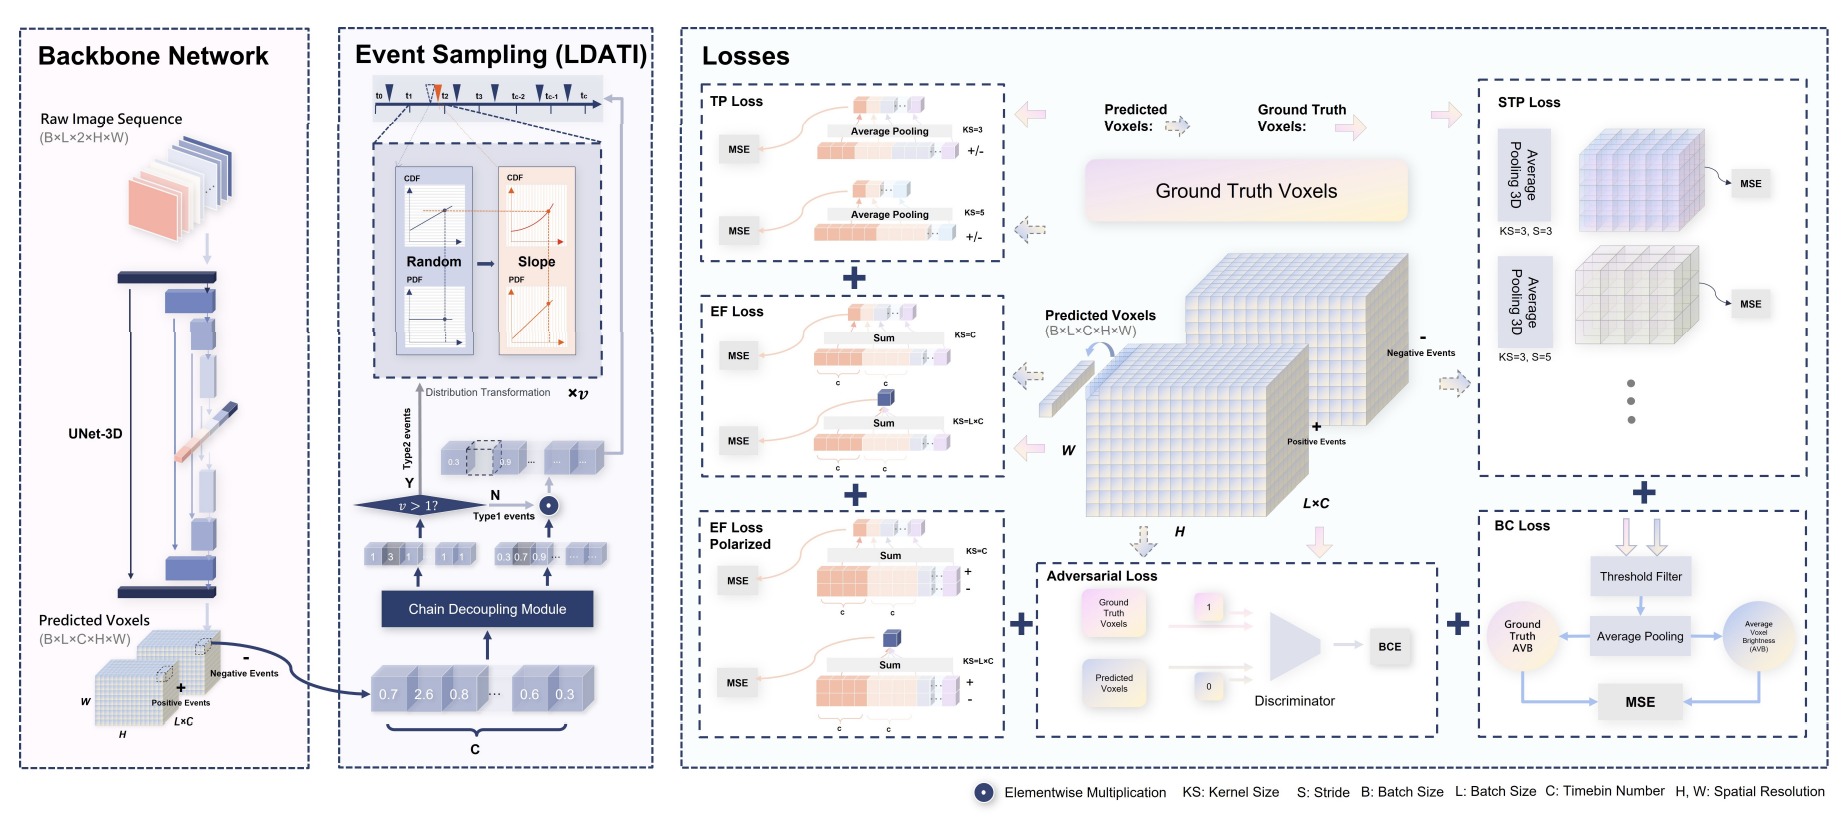 Backbone Network
Raw Image Sequence
(B×L×2×H×W)
UNet-3D
Predicted Voxels
(B×L×C×H×W)
-
Negative Events
+
Positive Events
W
L×C
H
Event Sampling (LDATI)
t0 t1 t2 t3 tc-2 tc-1 tc
CDF
CDF
Random
Slope
PDF
PDF
Distribution Transformation
×v
Type2 events
0.3 0.9 ... ... ...
Y
N
v > 1?
Type1 events
1 3 1 1 1
0.3 0.7 0.9 ... ... ...
Chain Decoupling Module
0.7 2.6 0.8 ... 0.6 0.3
C
Losses
TP Loss
Average Pooling
KS=3
MSE
+/-
Average Pooling
KS=5
MSE
+/-
+
EF Loss
Sum
KS=C
MSE
c c
Sum
KS=L×C
MSE
c c
+
EF Loss
Polarized
Sum
KS=C
MSE
+
-
c c
Sum
KS=L×C
MSE
+
-
c c
Predicted
Voxels:
Ground Truth
Voxels:
Ground Truth Voxels
Predicted Voxels
(B×L×C×H×W)
-
Negative Events
+
Positive Events
W
L×C
H
+
Adversarial Loss
Ground
Truth
Voxels
1
Predicted
Voxels
0
Discriminator
BCE
+
STP Loss
Average
Pooling 3D
KS=3, S=3
MSE
Average
Pooling 3D
KS=3, S=5
MSE
+
BC Loss
Threshold Filter
Ground
Truth
AVB
Average Pooling
Average
Voxel
Brightness
(AVB)
MSE
Elementwise Multiplication KS: Kernel Size S: Stride B: Batch Size L: Batch Size C: Timebin Number H, W: Spatial Resolution